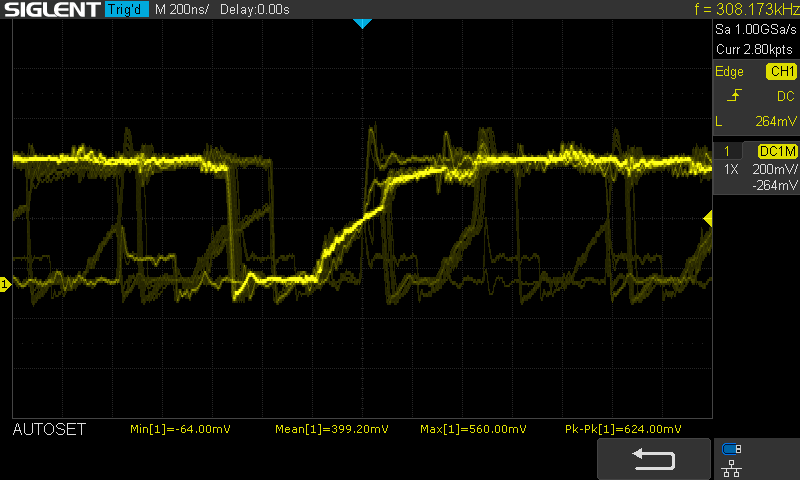 SIGLENT Trig'd M 200ns/ Delay:0.00s f = 308.173kHz
Sa 1.00GSa/s
Curr 2.80kpts
Edge CH1
DC
L 264mV
1 DC1M
1X 200mV/
-264mV
1
AUTOSET Min[1]=-64.00mV Mean[1]=399.20mV Max[1]=560.00mV Pk-Pk[1]=624.00mV